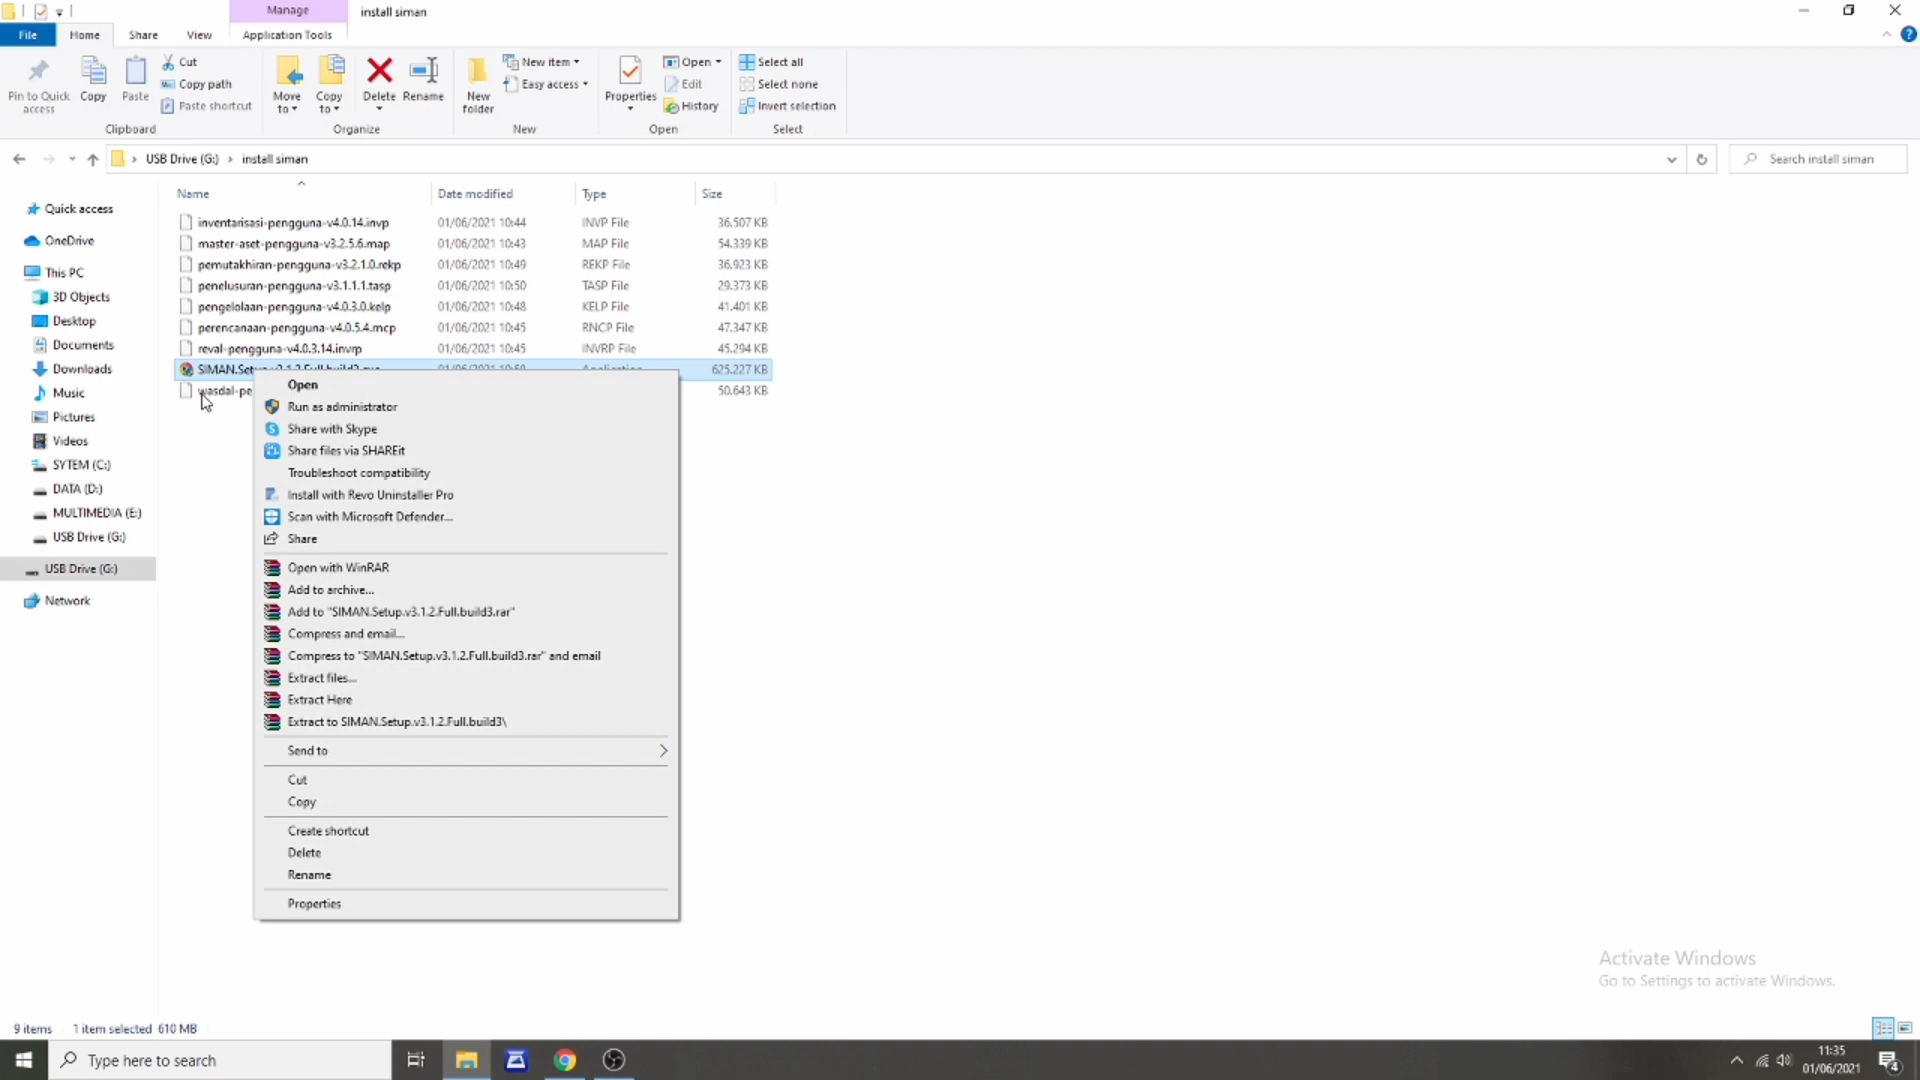 Manage
install siman
File
Home
Share
View
Application Tools
Pin to Quick
access
Copy
Paste
Cut
Copy path
Paste shortcut
Clipboard
Move
to
Copy
to
Delete
Rename
Organize
New
folder
New item
Easy access
New
Properties
Open
Edit
History
Open
Select all
Select none
Invert selection
Select
USB Drive (G:) › install siman
Search install siman
Name
Date modified
Type
Size
inventarisasi-pengguna-v4.0.14.invp 01/06/2021 10:44 INVP File 36.507 KB
master-aset-pengguna-v3.2.5.6.map 01/06/2021 10:43 MAP File 54.339 KB
pemutakhiran-pengguna-v3.2.1.0.rekp 01/06/2021 10:49 REKP File 36.923 KB
penelusuran-pengguna-v3.1.1.1.tasp 01/06/2021 10:50 TASP File 29.373 KB
pengelolaan-pengguna-v4.0.3.0.kelp 01/06/2021 10:48 KELP File 41.401 KB
perencanaan-pengguna-v4.0.5.4.rncp 01/06/2021 10:45 RNCP File 47.347 KB
reval-pengguna-v4.0.3.14.invrp 01/06/2021 10:45 INVRP File 45.294 KB
625.227 KB
wasdal-pe 50.643 KB
Quick access
OneDrive
This PC
3D Objects
Desktop
Documents
Downloads
Music
Pictures
Videos
SYTEM (C:)
DATA (D:)
MULTIMEDIA (E:)
USB Drive (G:)
USB Drive (G:)
Network
Open
Run as administrator
Share with Skype
Share files via SHAREit
Troubleshoot compatibility
Install with Revo Uninstaller Pro
Scan with Microsoft Defender...
Share
Open with WinRAR
Add to archive...
Add to "SIMAN.Setup.v3.1.2.Full.build3.rar"
Compress and email...
Compress to "SIMAN.Setup.v3.1.2.Full.build3.rar" and email
Extract files...
Extract Here
Extract to SIMAN.Setup.v3.1.2.Full.build3\
Send to
Cut
Copy
Create shortcut
Delete
Rename
Properties
Activate Windows
Go to Settings to activate Windows.
9 items 1 item selected 610 MB
Type here to search
11:35
01/06/2021
4